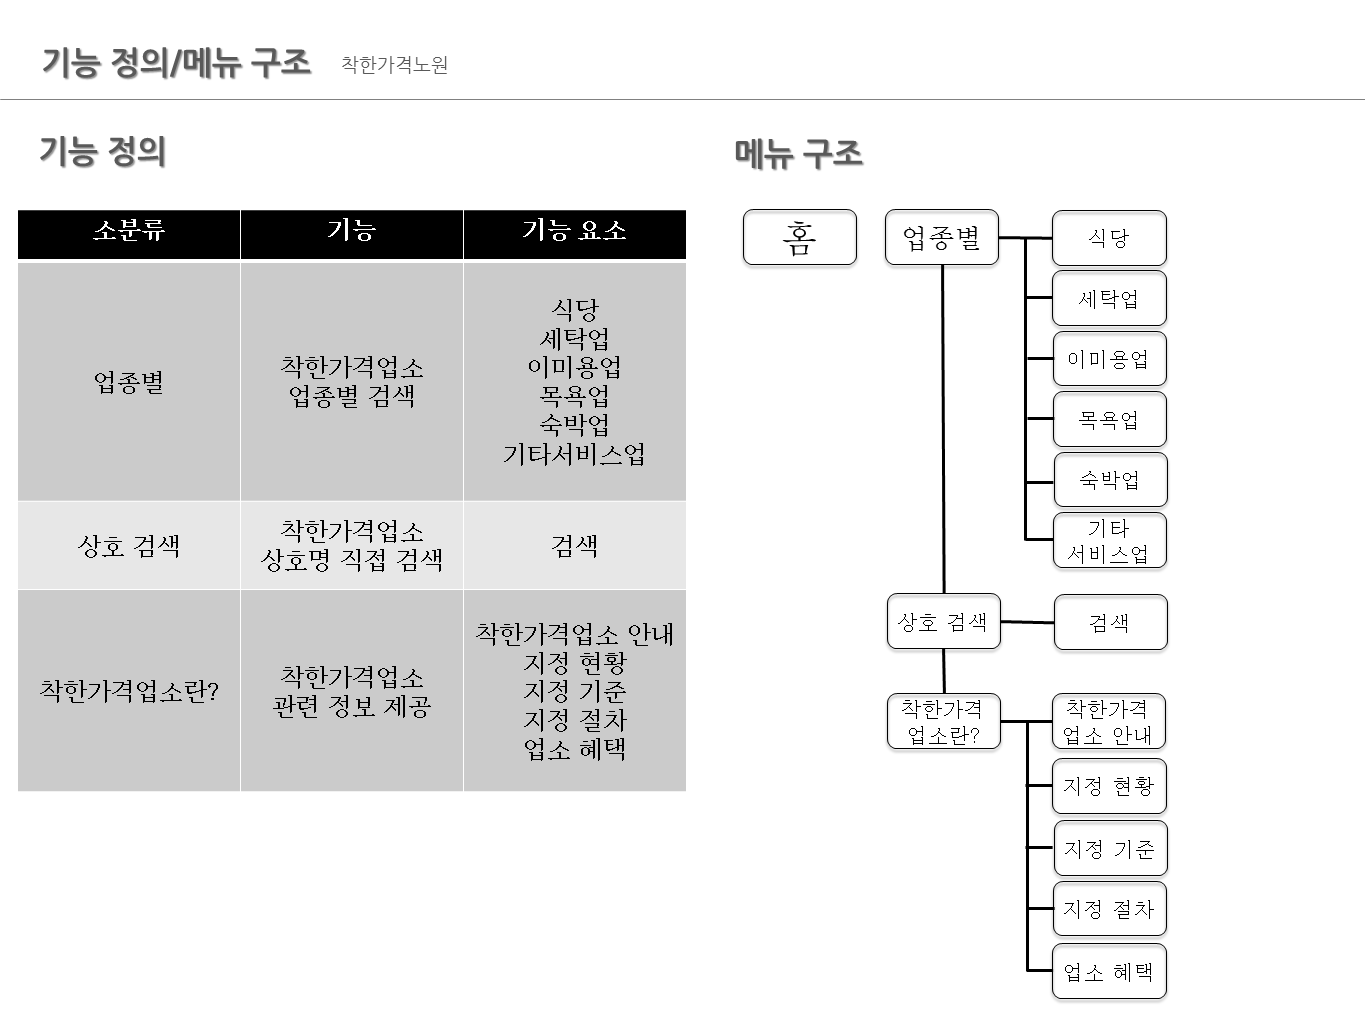 기능 정의/메뉴 구조 착한가격노원
기능 정의
소분류 기능 기능 요소
업종별
착한가격업소
업종별 검색
식당
세탁업
이미용업
목욕업
숙박업
기타서비스업
상호 검색
착한가격업소
상호명 직접 검색
검색
착한가격업소란?
착한가격업소
관련 정보 제공
착한가격업소 안내
지정 현황
지정 기준
지정 절차
업소 혜택
메뉴 구조
홈
업종별
식당
세탁업
이미용업
목욕업
숙박업
기타
서비스업
상호 검색
검색
착한가격
업소란?
착한가격
업소 안내
지정 현황
지정 기준
지정 절차
업소 혜택